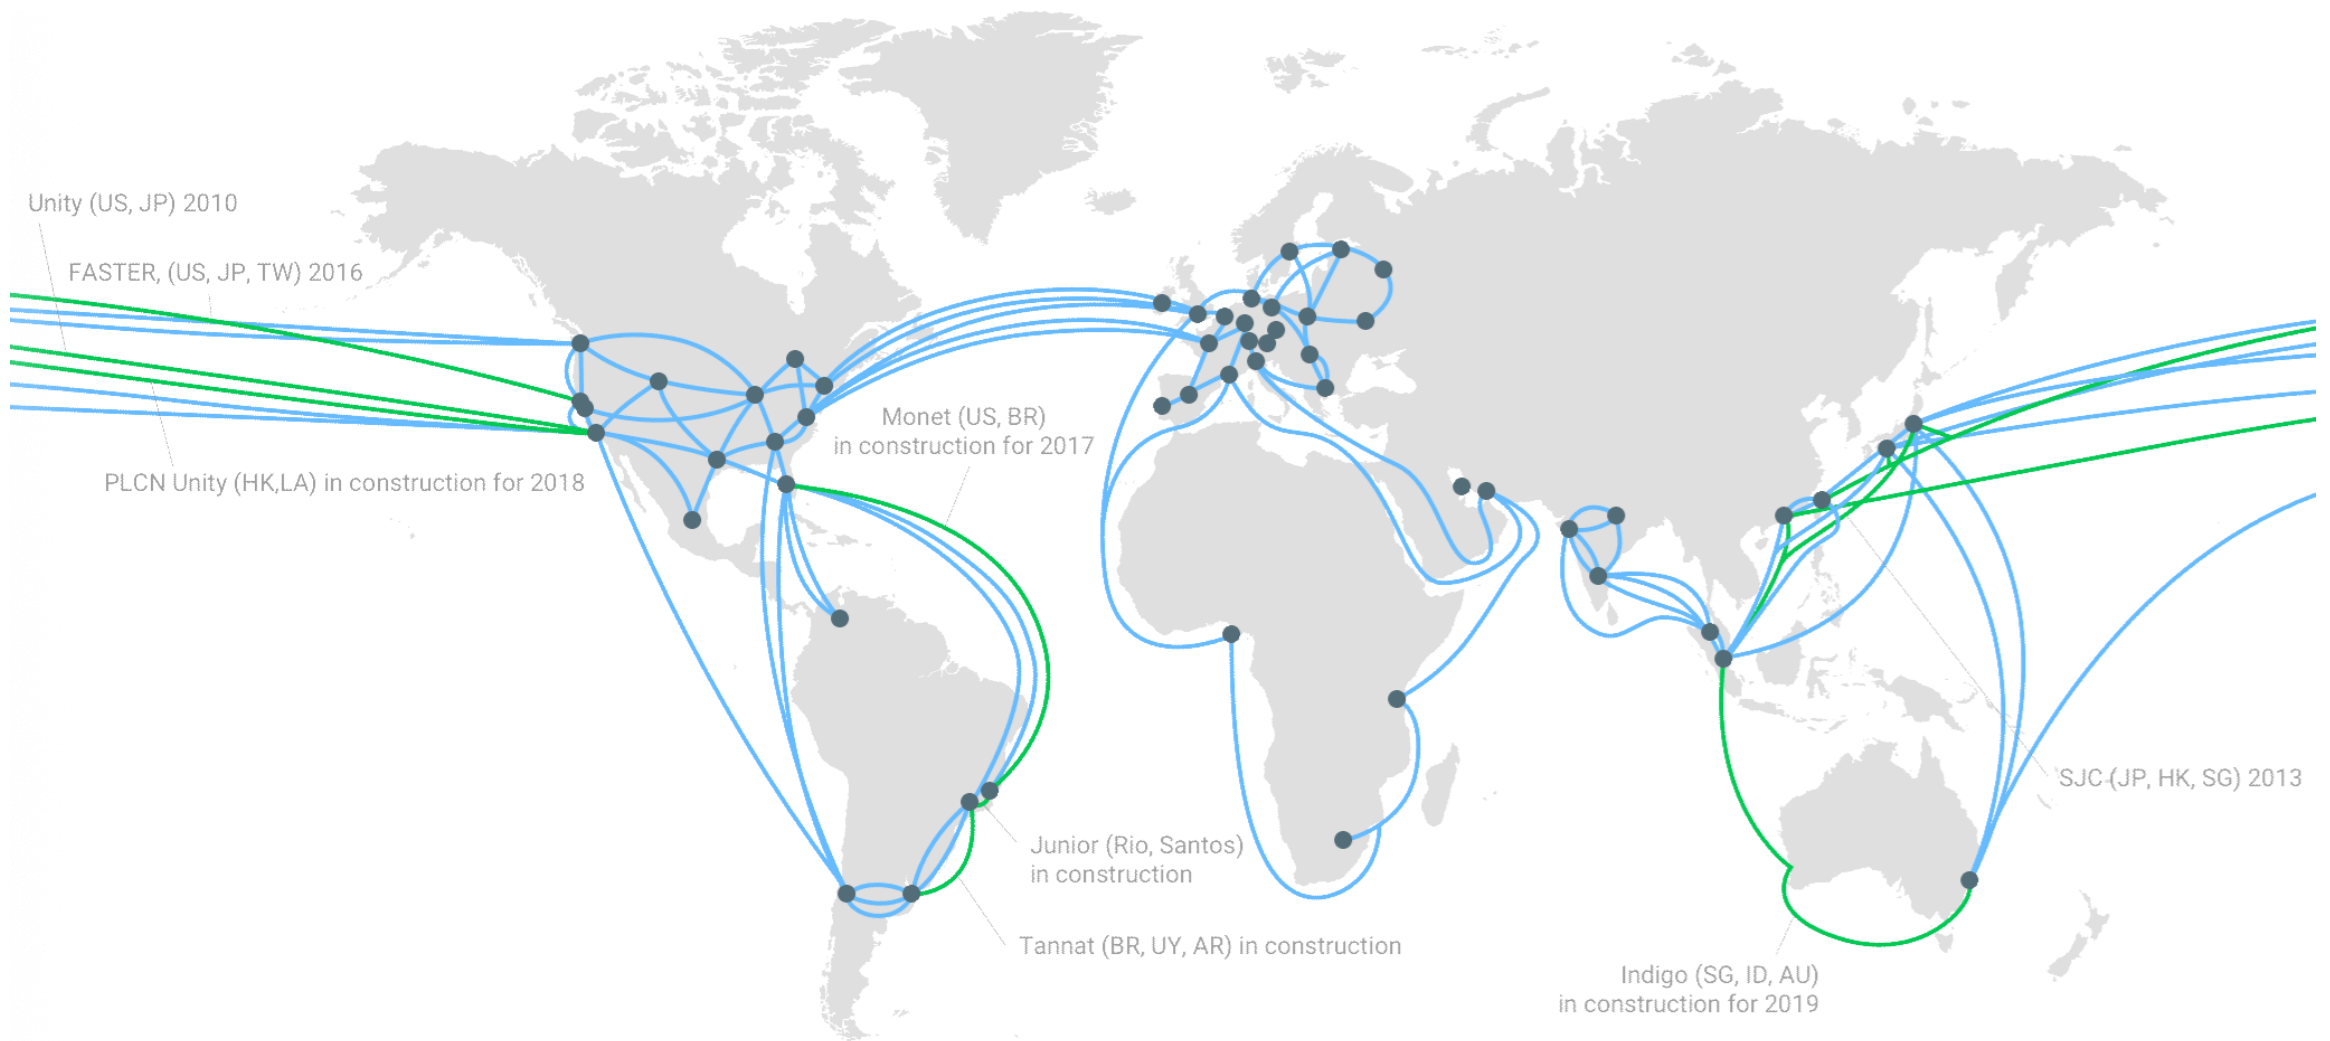 Unity (US, JP) 2010
FASTER, (US, JP, TW) 2016
Monet (US, BR)
in construction for 2017
PLCN Unity (HK,LA) in construction for 2018
SJC (JP, HK, SG) 2013
Junior (Rio, Santos)
in construction
Tannat (BR, UY, AR) in construction
Indigo (SG, ID, AU)
in construction for 2019